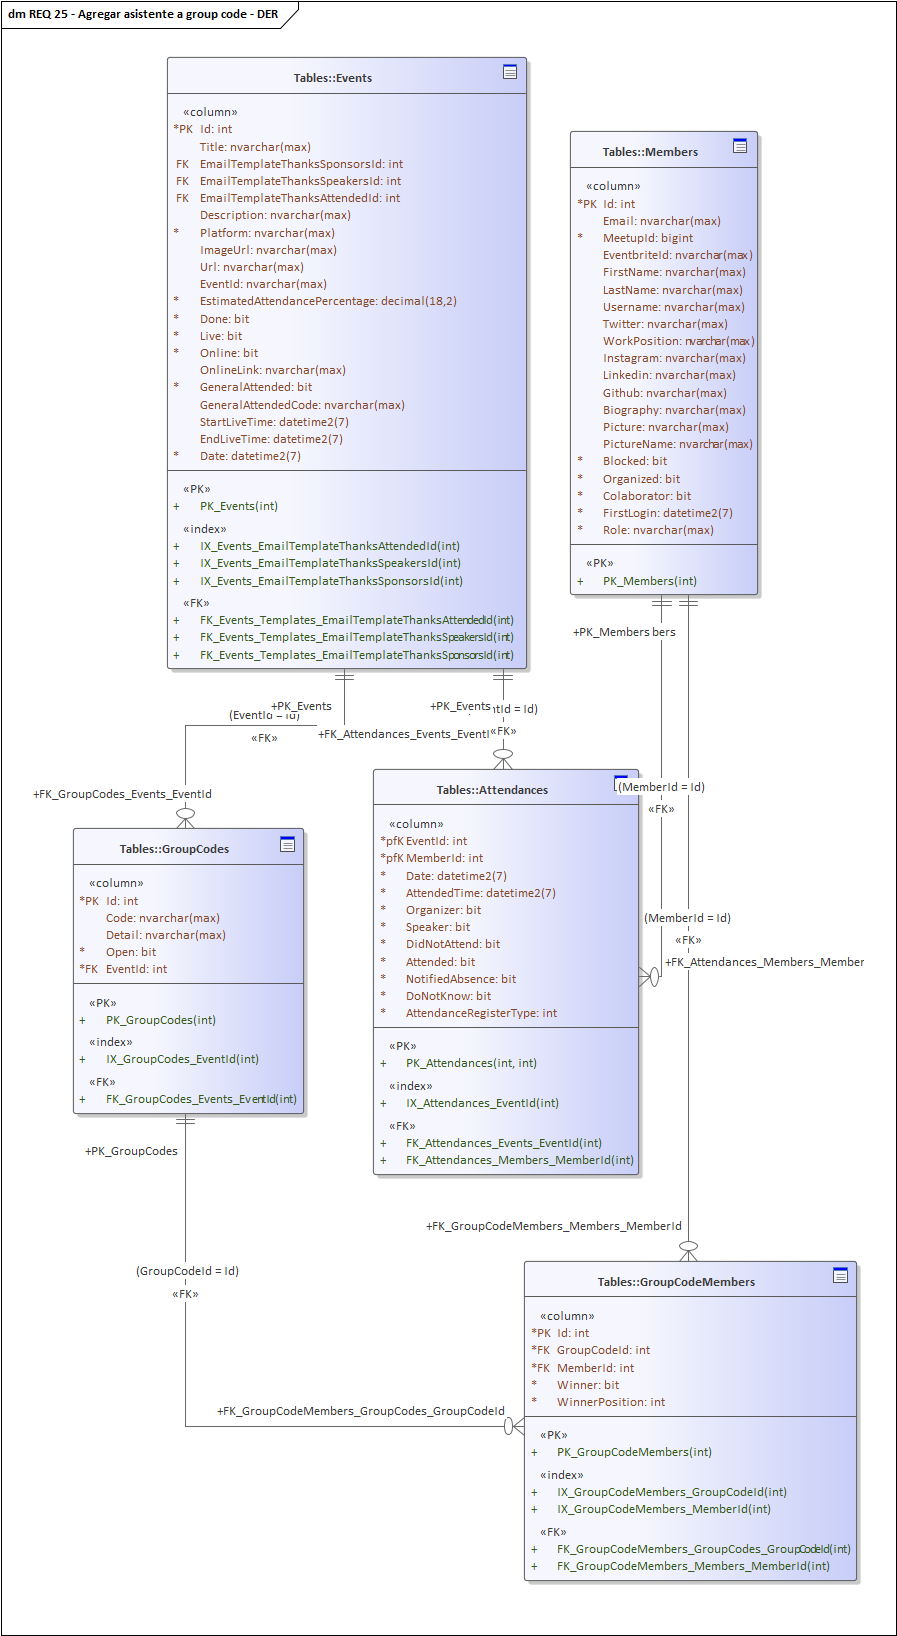 dm REQ 25 - Agregar asistente a group code - DER
Tables::Events
«column»
*PK Id: int
Title: nvarchar(max)
FK EmailTemplateThanksSponsorsId: int
FK EmailTemplateThanksSpeakersId: int
FK EmailTemplateThanksAttendedId: int
Description: nvarchar(max)
* Platform: nvarchar(max)
ImageUrl: nvarchar(max)
Url: nvarchar(max)
EventId: nvarchar(max)
* EstimatedAttendancePercentage: decimal(18,2)
* Done: bit
* Live: bit
* Online: bit
OnlineLink: nvarchar(max)
* GeneralAttended: bit
GeneralAttendedCode: nvarchar(max)
StartLiveTime: datetime2(7)
EndLiveTime: datetime2(7)
* Date: datetime2(7)
«PK»
+ PK_Events(int)
«index»
+ IX_Events_EmailTemplateThanksAttendedId(int)
+ IX_Events_EmailTemplateThanksSpeakersId(int)
+ IX_Events_EmailTemplateThanksSponsorsId(int)
«FK»
+ FK_Events_Templates_EmailTemplateThanksAttendedId(int)
+ FK_Events_Templates_EmailTemplateThanksSpeakersId(int)
+ FK_Events_Templates_EmailTemplateThanksSponsorsId(int)
Tables::Members
«column»
*PK Id: int
Email: nvarchar(max)
* MeetupId: bigint
EventbriteId: nvarchar(max)
FirstName: nvarchar(max)
LastName: nvarchar(max)
Username: nvarchar(max)
Twitter: nvarchar(max)
WorkPosition: nvarchar(max)
Instagram: nvarchar(max)
Linkedin: nvarchar(max)
Github: nvarchar(max)
Biography: nvarchar(max)
Picture: nvarchar(max)
PictureName: nvarchar(max)
* Blocked: bit
* Organized: bit
* Colaborator: bit
* FirstLogin: datetime2(7)
* Role: nvarchar(max)
«PK»
+ PK_Members(int)
+PK_Members bers
+PK_Events
(EventId = Id)
«FK»
+FK_GroupCodes_Events_EventId
+PK_Events
ntId = Id)
+FK_Attendances_Events_EventI
«FK»
Tables::GroupCodes
«column»
*PK Id: int
Code: nvarchar(max)
Detail: nvarchar(max)
* Open: bit
*FK EventId: int
«PK»
+ PK_GroupCodes(int)
«index»
+ IX_GroupCodes_EventId(int)
«FK»
+ FK_GroupCodes_Events_EventId(int)
Tables::Attendances
«column»
*pfK EventId: int
*pfK MemberId: int
* Date: datetime2(7)
* AttendedTime: datetime2(7)
* Organizer: bit
* Speaker: bit
* DidNotAttend: bit
* Attended: bit
* NotifiedAbsence: bit
* DoNotKnow: bit
* AttendanceRegisterType: int
«PK»
+ PK_Attendances(int, int)
«index»
+ IX_Attendances_EventId(int)
«FK»
+ FK_Attendances_Events_EventId(int)
+ FK_Attendances_Members_MemberId(int)
(MemberId = Id)
«FK»
(MemberId = Id)
«FK»
+FK_Attendances_Members_Member
+PK_GroupCodes
+FK_GroupCodeMembers_Members_MemberId
(GroupCodeId = Id)
«FK»
+FK_GroupCodeMembers_GroupCodes_GroupCodeId
Tables::GroupCodeMembers
«column»
*PK Id: int
*FK GroupCodeId: int
*FK MemberId: int
* Winner: bit
* WinnerPosition: int
«PK»
+ PK_GroupCodeMembers(int)
«index»
+ IX_GroupCodeMembers_GroupCodeId(int)
+ IX_GroupCodeMembers_MemberId(int)
«FK»
+ FK_GroupCodeMembers_GroupCodes_GroupCodeId(int)
+ FK_GroupCodeMembers_Members_MemberId(int)